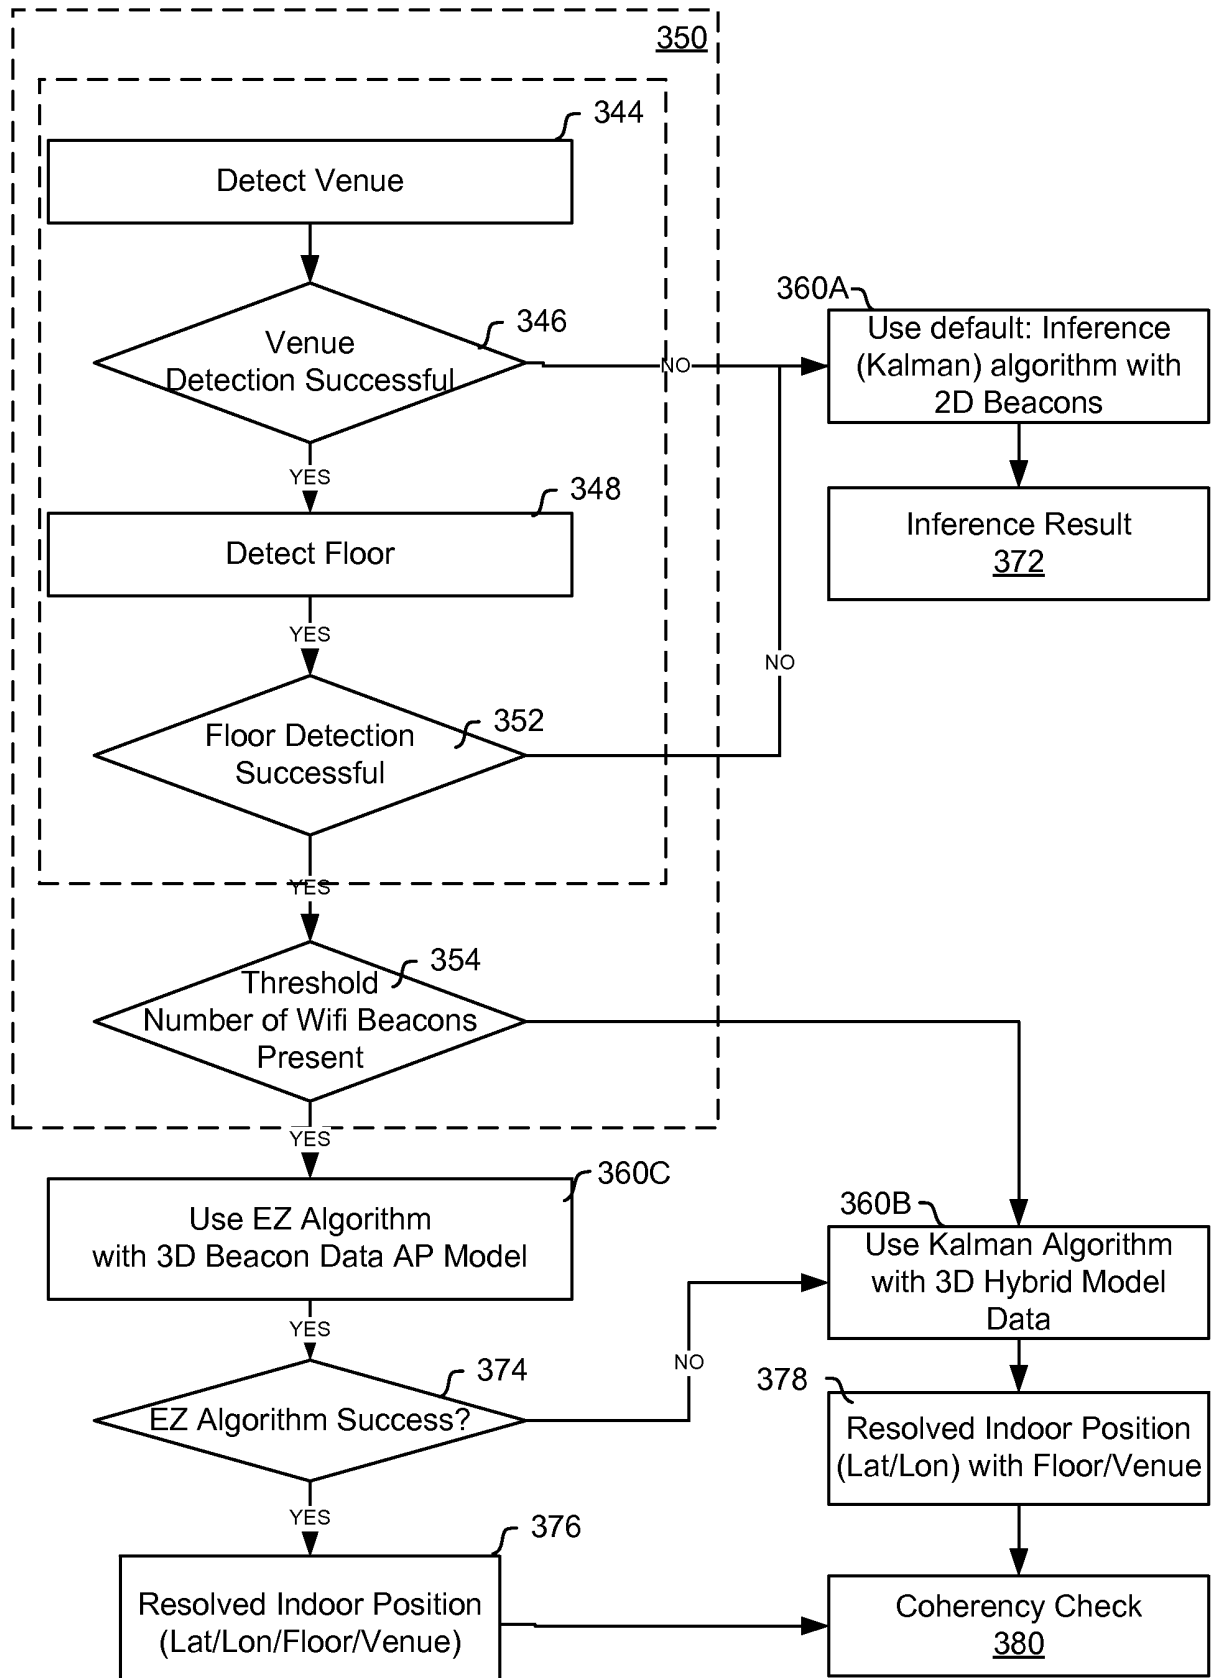 350
344
Detect Venue
346
Venue
Detection Successful
NO
360A
Use default: Inference
(Kalman) algorithm with
2D Beacons
YES
348
Detect Floor
Inference Result
372
YES
NO
352
Floor Detection
Successful
YES
354
Threshold
Number of Wifi Beacons
Present
YES
360C
Use EZ Algorithm
with 3D Beacon Data AP Model
360B
Use Kalman Algorithm
with 3D Hybrid Model
Data
YES
NO
374
EZ Algorithm Success?
378
Resolved Indoor Position
(Lat/Lon) with Floor/Venue
YES
376
Resolved Indoor Position
(Lat/Lon/Floor/Venue)
Coherency Check
380